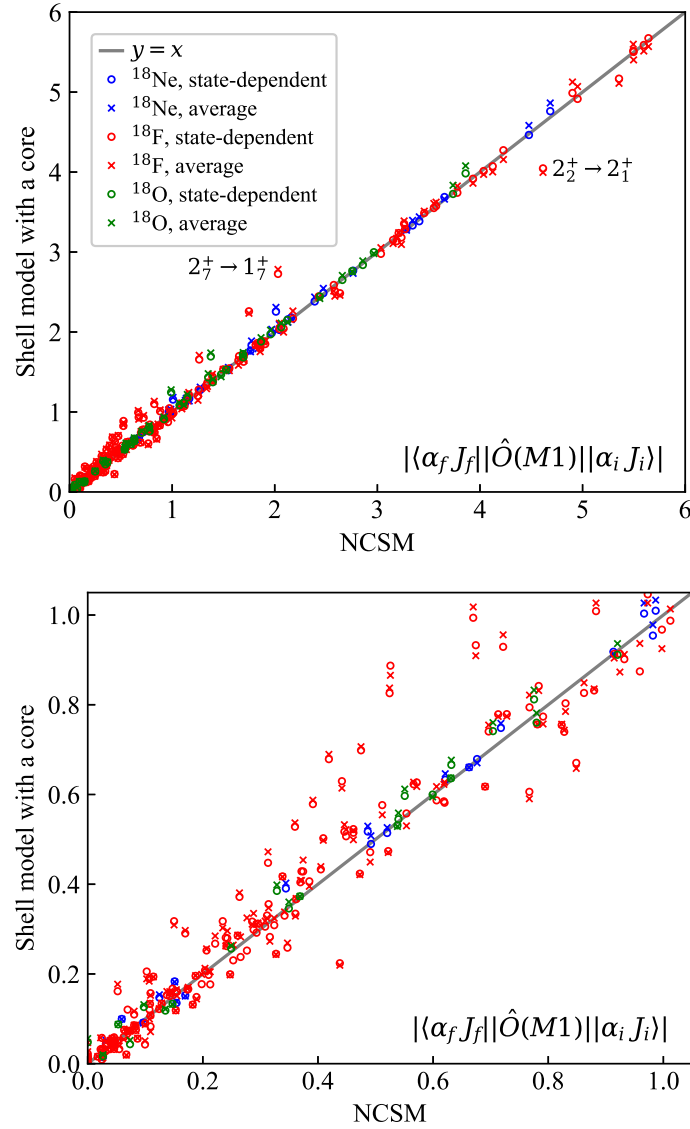 6
5
4
3
2
1
0
Shell model with a core
y = x
¹⁸Ne, state-dependent
¹⁸Ne, average
¹⁸F, state-dependent
¹⁸F, average
¹⁸O, state-dependent
¹⁸O, average
2₂⁺ → 2₁⁺
2₇⁺ → 1₇⁺
|⟨α_f J_f||Ô(M1)||α_i J_i⟩|
0 1 2 3 4 5 6
NCSM
1.0
0.8
0.6
0.4
0.2
0.0
Shell model with a core
|⟨α_f J_f||Ô(M1)||α_i J_i⟩|
0.0 0.2 0.4 0.6 0.8 1.0
NCSM